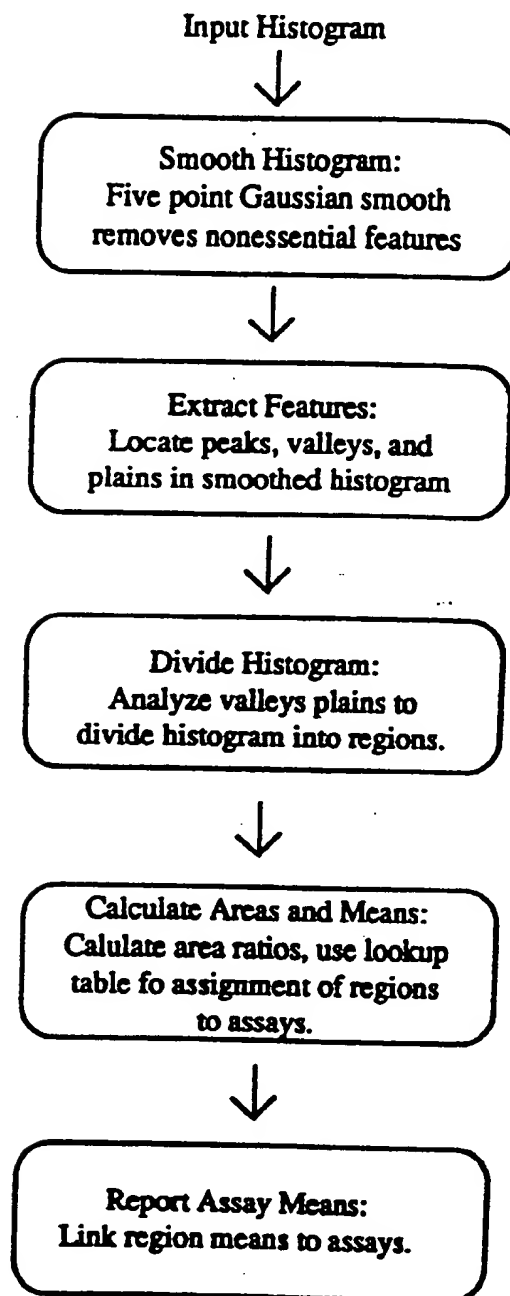 Input Histogram
Smooth Histogram:
Five point Gaussian smooth
removes nonessential features
Extract Features:
Locate peaks, valleys, and
plains in smoothed histogram
Divide Histogram:
Analyze valleys plains to
divide histogram into regions.
Calculate Areas and Means:
Calulate area ratios, use lookup
table fo assignment of regions
to assays.
Report Assay Means:
Link region means to assays.